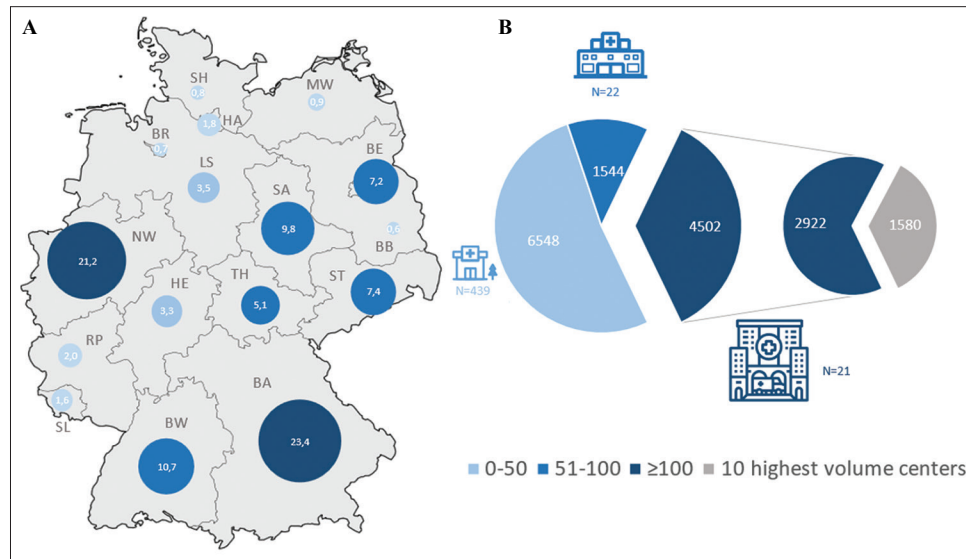 A
B
SH
0,8
MW
0,9
1,8
HA
BR
0,7
LS
3,5
BE
7,2
SA
9,8
0,6
BB
NW
21,2
HE
3,3
TH
5,1
ST
7,4
RP
2,0
SL
1,6
BA
23,4
BW
10,7
N=22
1544
6548
4502
N=439
2922
1580
N=21
0-50 51-100 ≥100 10 highest volume centers